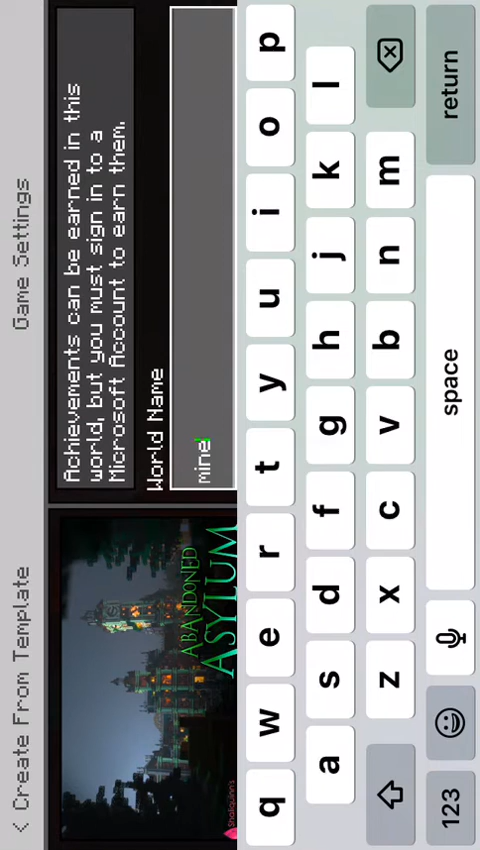 < Create From Template
Game Settings
ABANDONED
ASYLUM
Shaliquinn's
Achievements can be earned in this
world, but you must sign in to a
Microsoft Account to earn them.
World Name
mine
q w e r t y u i o p
a s d f g h j k l
z x c v b n m
123
space
return